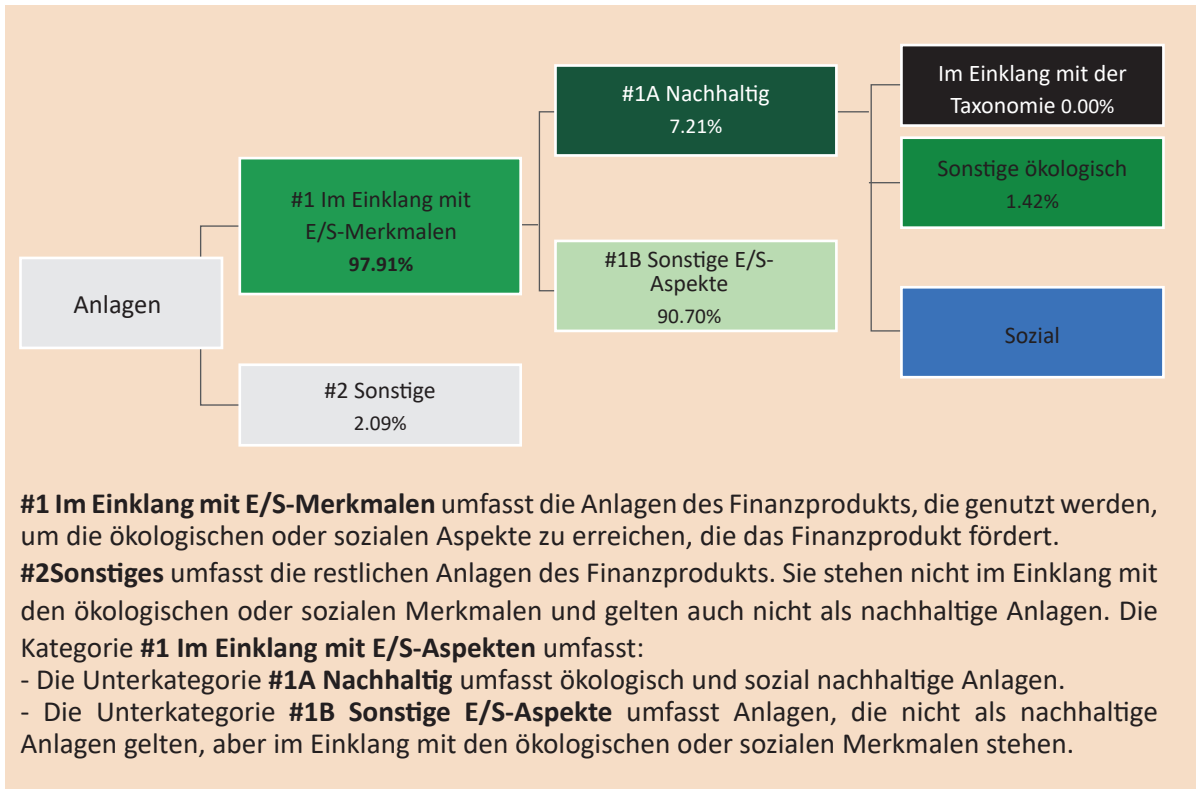 Anlagen
#1 Im Einklang mit
E/S-Merkmalen
97.91%
#2 Sonstige
2.09%
#1A Nachhaltig
7.21%
#1B Sonstige E/S-
Aspekte
90.70%
Im Einklang mit der
Taxonomie 0.00%
Sonstige ökologisch
1.42%
Sozial
#1 Im Einklang mit E/S-Merkmalen umfasst die Anlagen des Finanzprodukts, die genutzt werden,
um die ökologischen oder sozialen Aspekte zu erreichen, die das Finanzprodukt fördert.
#2Sonstiges umfasst die restlichen Anlagen des Finanzprodukts. Sie stehen nicht im Einklang mit
den ökologischen oder sozialen Merkmalen und gelten auch nicht als nachhaltige Anlagen. Die
Kategorie #1 Im Einklang mit E/S-Aspekten umfasst:
- Die Unterkategorie #1A Nachhaltig umfasst ökologisch und sozial nachhaltige Anlagen.
- Die Unterkategorie #1B Sonstige E/S-Aspekte umfasst Anlagen, die nicht als nachhaltige
Anlagen gelten, aber im Einklang mit den ökologischen oder sozialen Merkmalen stehen.